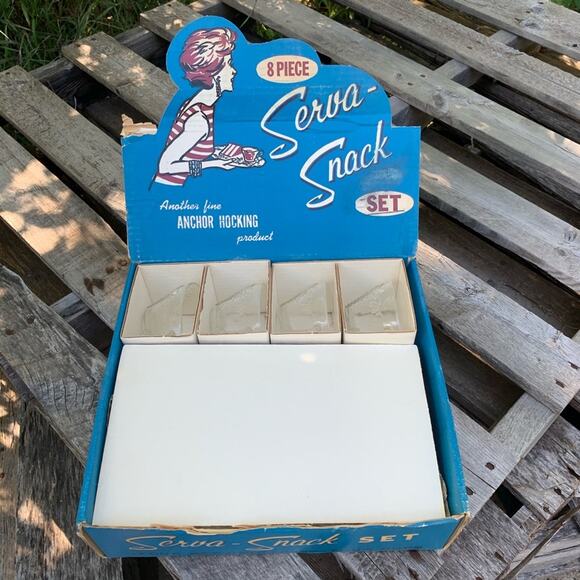 8 PIECE
Serva-
Snack
SET
Another fine
ANCHOR HOCKING
product
Serva-Snack SET